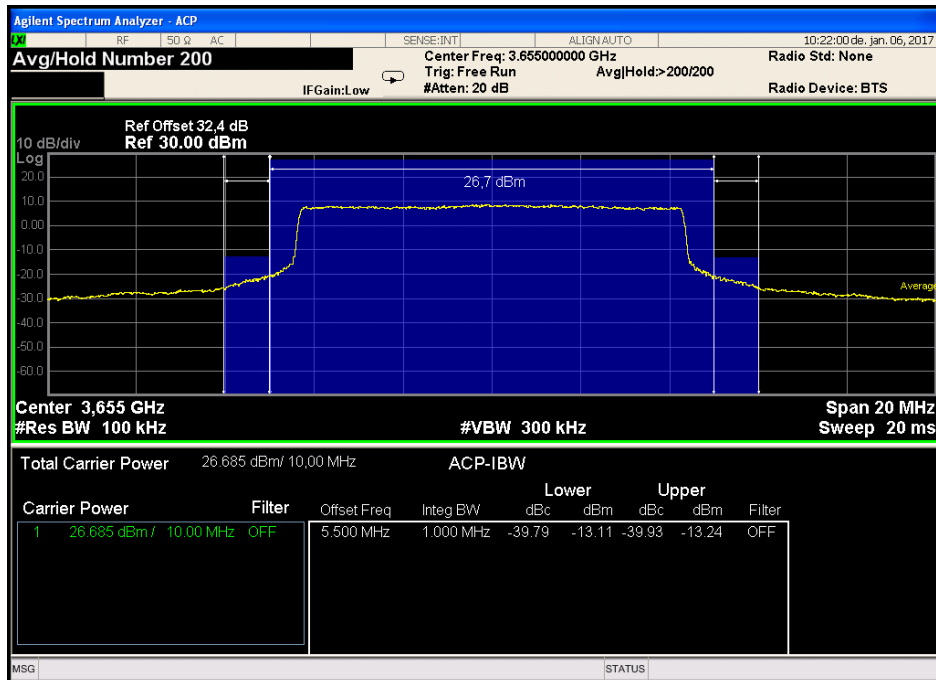 Agilent Spectrum Analyzer - ACP
LXI RF 50 Ω AC SENSE:INT ALIGN AUTO 10:22:00 de. jan. 06, 2017
Avg/Hold Number 200 Center Freq: 3.655000000 GHz Radio Std: None
Trig: Free Run Avg|Hold:>200/200
IFGain:Low #Atten: 20 dB Radio Device: BTS
Ref Offset 32,4 dB
10 dB/div Ref 30.00 dBm
Log
26,7 dBm
20.0
10.0
0.00
-10.0
-20.0
Average
-30.0
-40.0
-50.0
-60.0
Center 3,655 GHz Span 20 MHz
#Res BW 100 kHz #VBW 300 kHz Sweep 20 ms
Total Carrier Power 26.685 dBm/ 10,00 MHz ACP-IBW
Lower Upper
Carrier Power Filter Offset Freq Integ BW dBc dBm dBc dBm Filter
1 26.685 dBm / 10.00 MHz OFF 5.500 MHz 1.000 MHz -39.79 -13.11 -39.93 -13.24 OFF
MSG STATUS